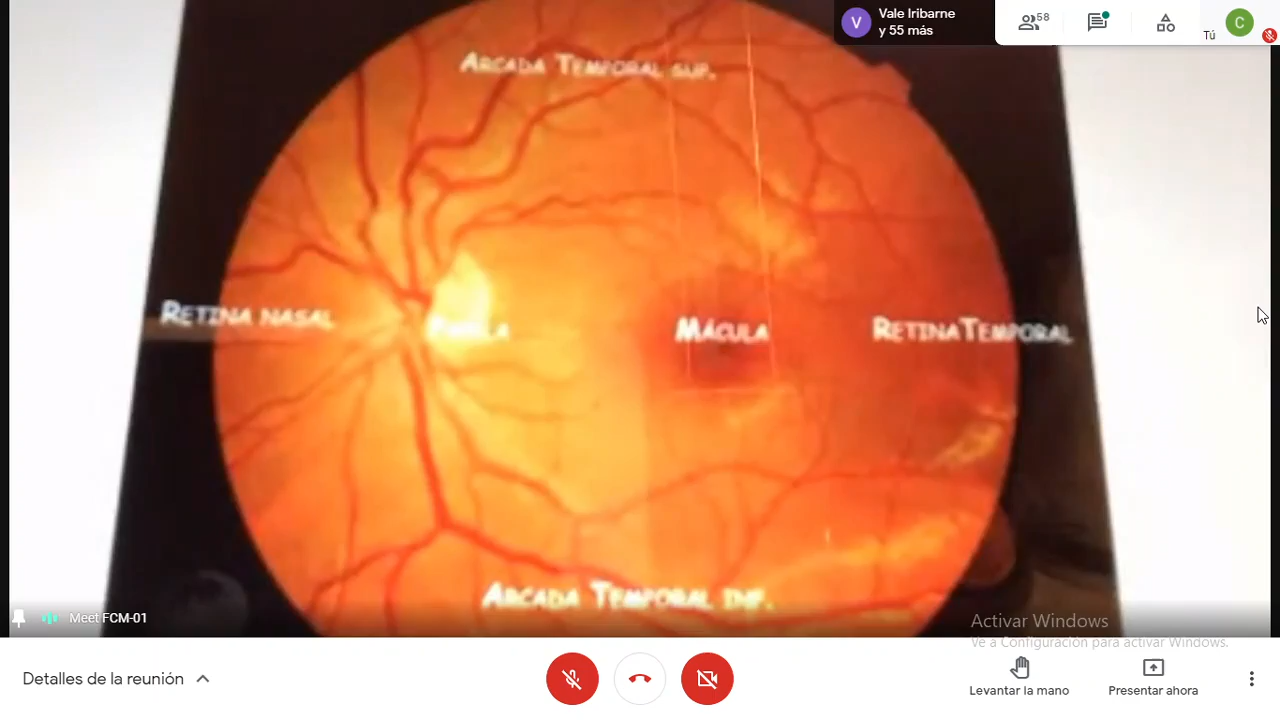 Vale Iribarne
y 55 más
58
Tú
C
V
ARCADA TEMPORAL SUP.
RETINA NASAL
PAPILA
MÁCULA
RETINA TEMPORAL
ARCADA TEMPORAL INF.
Meet FCM-01
Activar Windows
Ve a Configuración para activar Windows.
Detalles de la reunión
Levantar la mano
Presentar ahora